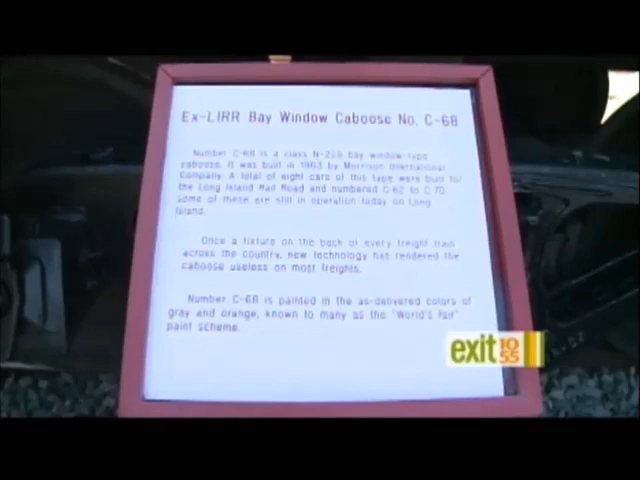 Ex-LIRR Bay Window Caboose No. C-68
Number C-68 is a class N-22B bay window-type
caboose. It was built in 1963 by Morrison International
Company. A total of eight cars of this type were built for
the Long Island Rail Road and numbered C-62 to C-70.
Some of these are still in operation today on Long
Island.
Once a fixture on the back of every freight train
across the country, new technology has rendered the
caboose useless on most freights.
Number C-68 is painted in the as-delivered colors of
gray and orange, known to many as the "World's Fair"
paint scheme.
exit 10
55